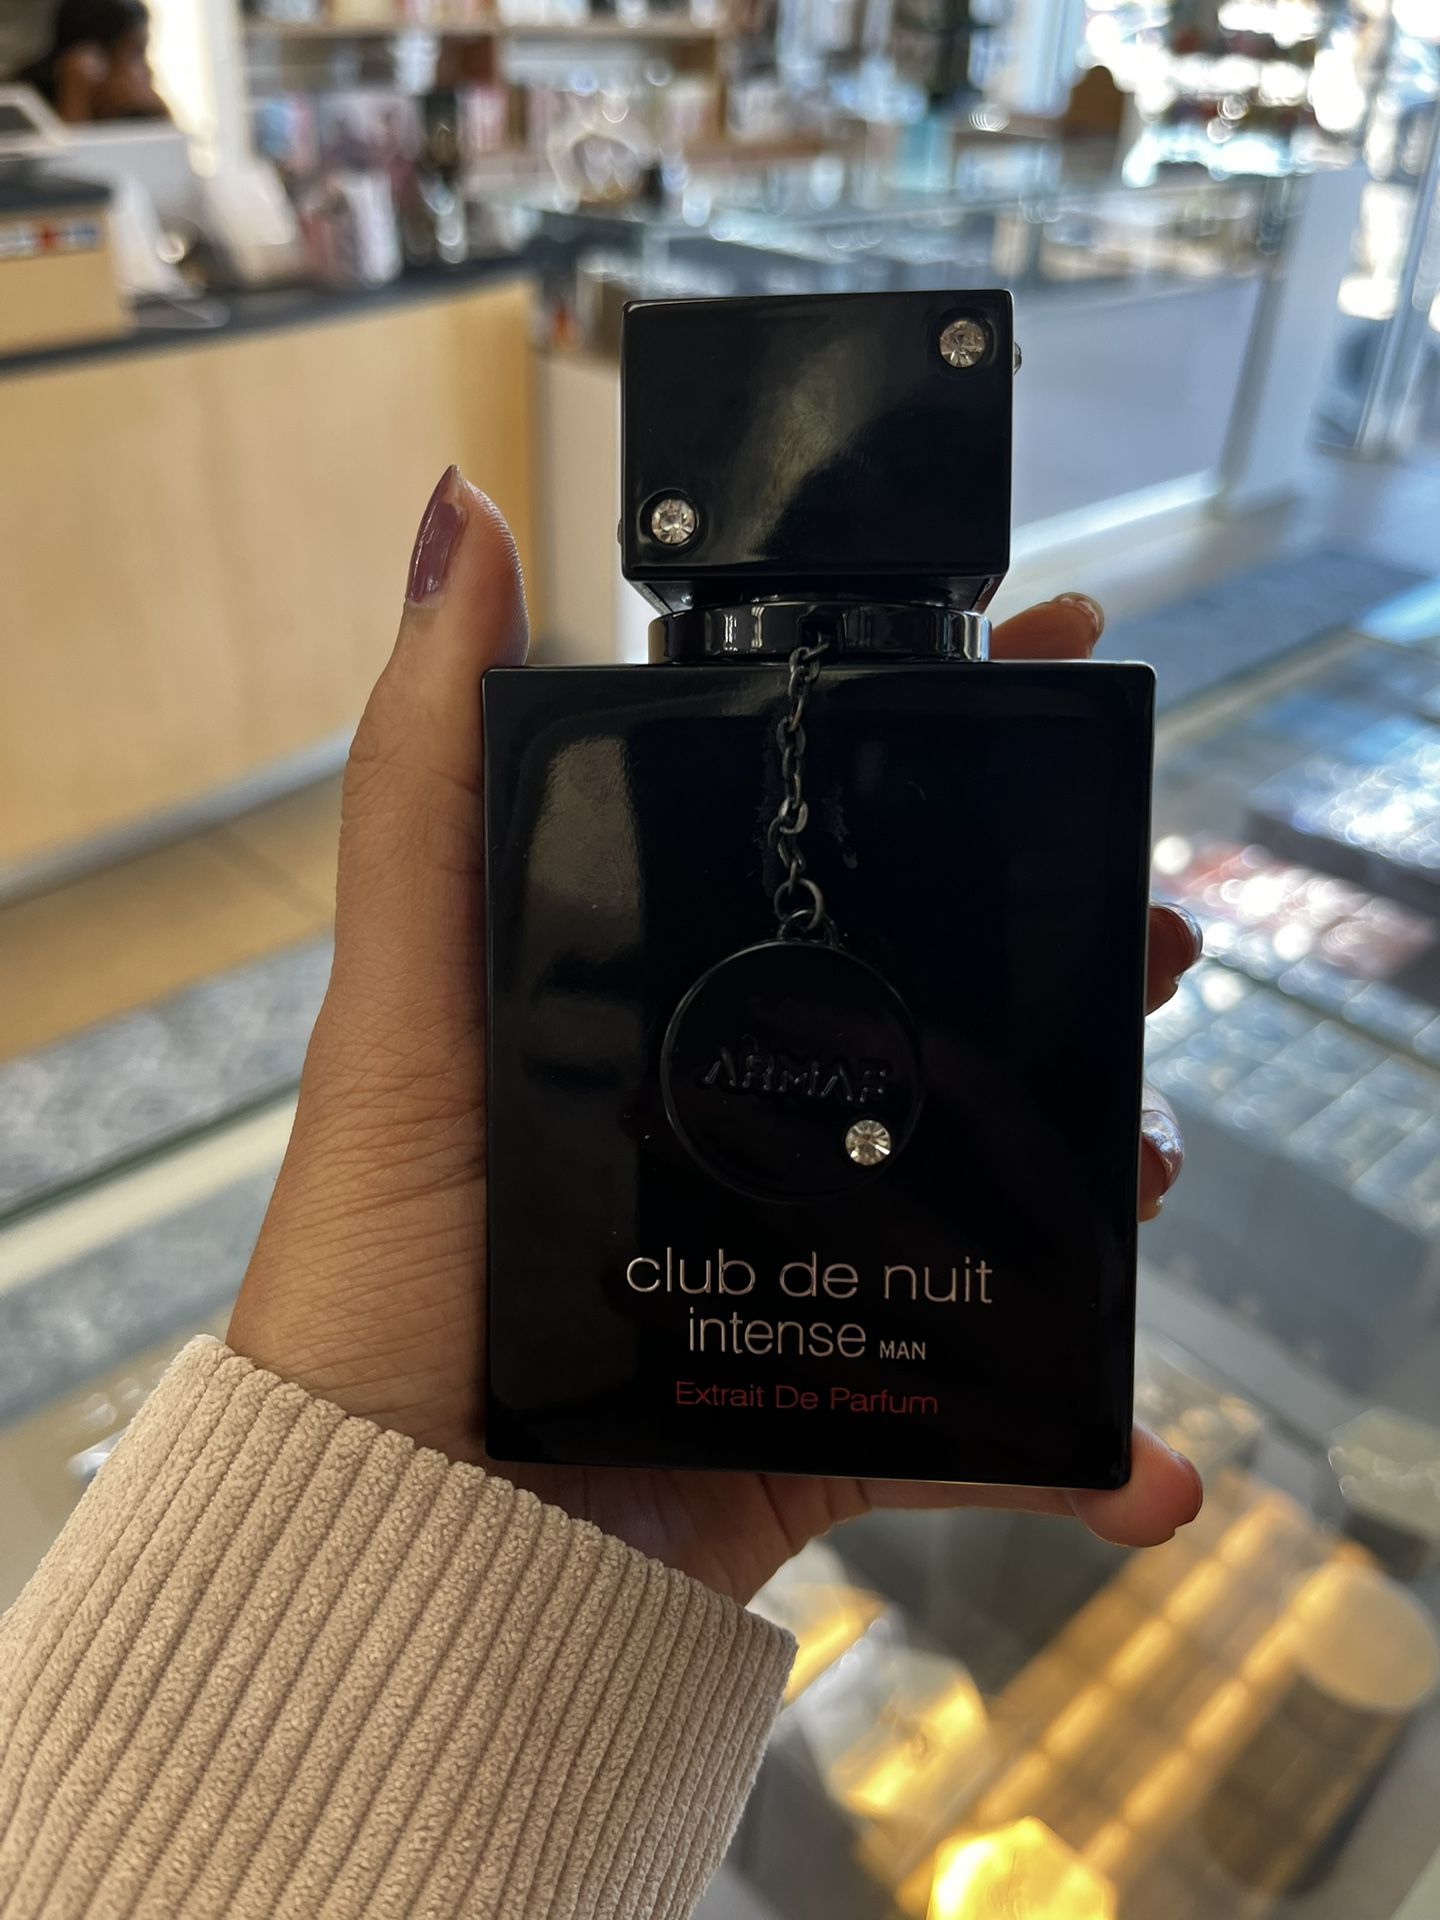 ARMAF
club de nuit
intense MAN
Extrait De Parfum